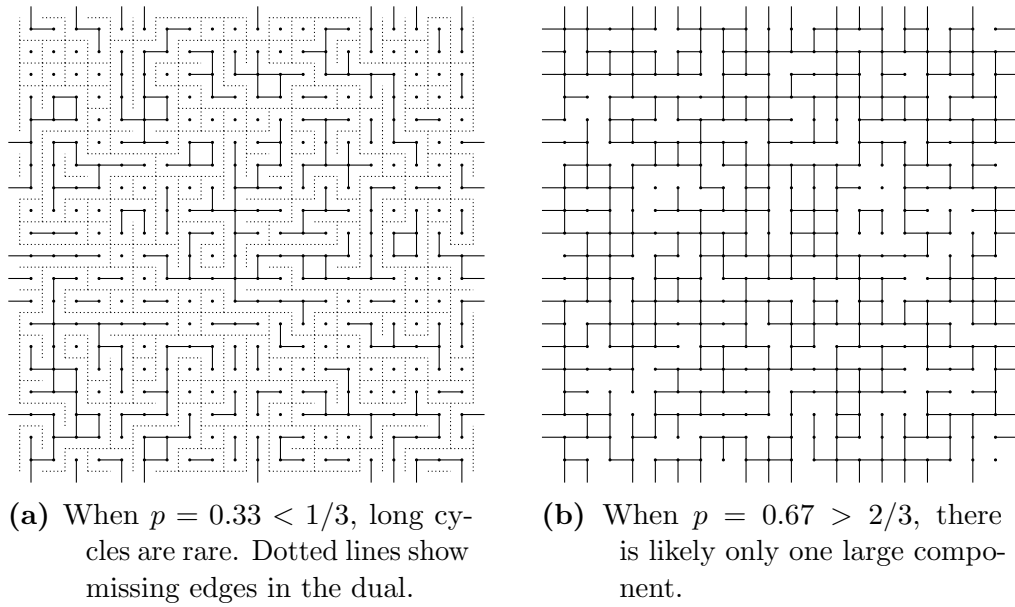 (a) When p = 0.33 < 1/3, long cy-
cles are rare. Dotted lines show
missing edges in the dual.
(b) When p = 0.67 > 2/3, there
is likely only one large compo-
nent.